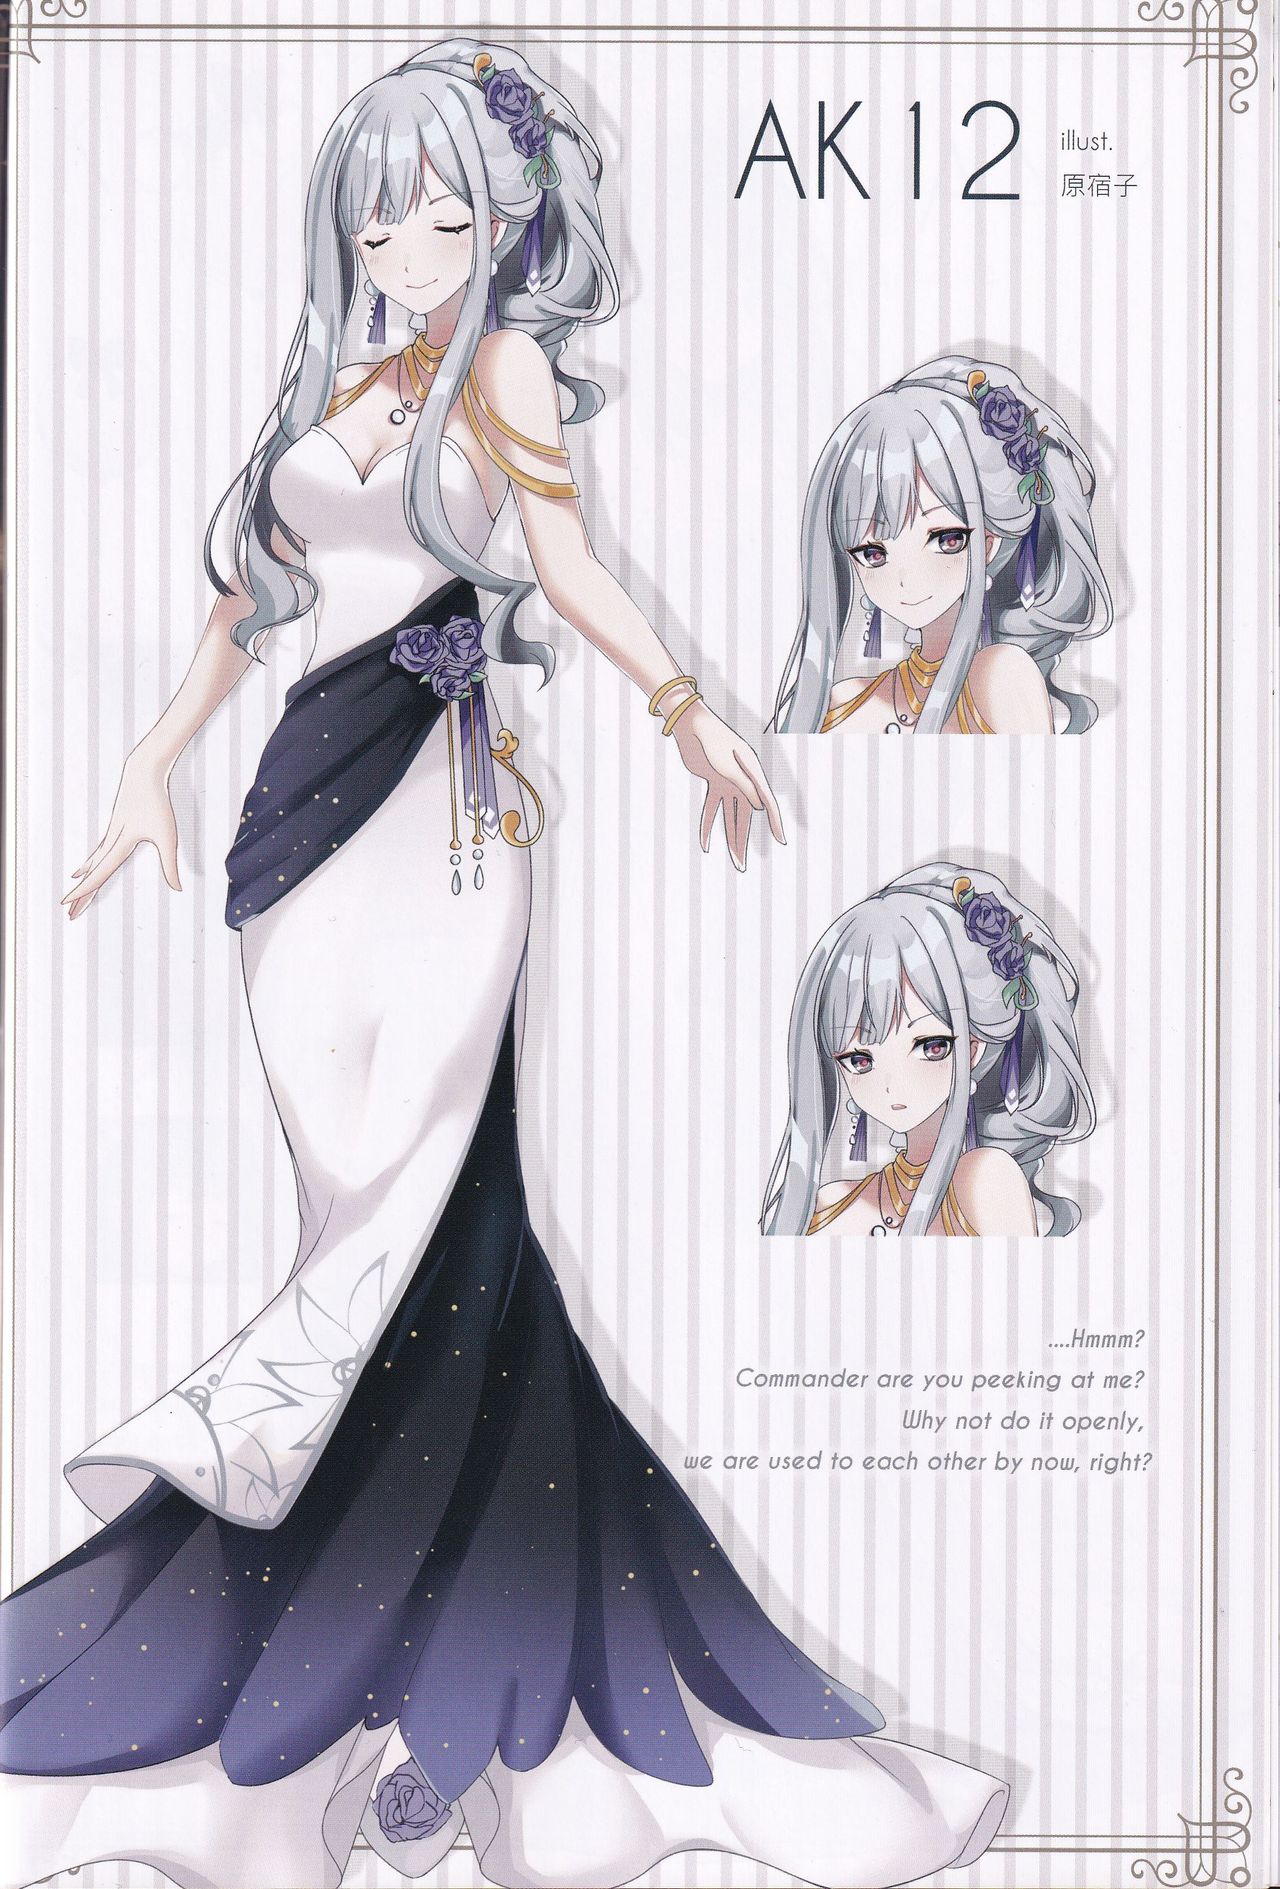 AK12
illust.
原宿子
....Hmmm?
Commander are you peeking at me?
Why not do it openly,
we are used to each other by now, right?